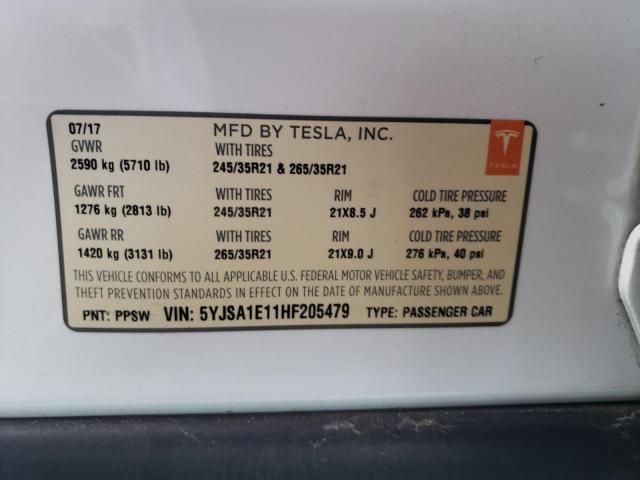 07/17 MFD BY TESLA, INC.
GVWR WITH TIRES TESLA
2590 kg (5710 lb) 245/35R21 & 265/35R21
GAWR FRT WITH TIRES RIM COLD TIRE PRESSURE
1276 kg (2813 lb) 245/35R21 21X8.5 J 262 kPa, 38 psi
GAWR RR WITH TIRES RIM COLD TIRE PRESSURE
1420 kg (3131 lb) 265/35R21 21X9.0 J 276 kPa, 40 psi
THIS VEHICLE CONFORMS TO ALL APPLICABLE U.S. FEDERAL MOTOR VEHICLE SAFETY, BUMPER, AND
THEFT PREVENTION STANDARDS IN EFFECT ON THE DATE OF MANUFACTURE SHOWN ABOVE.
PNT: PPSW VIN: 5YJSA1E11HF205479 TYPE: PASSENGER CAR